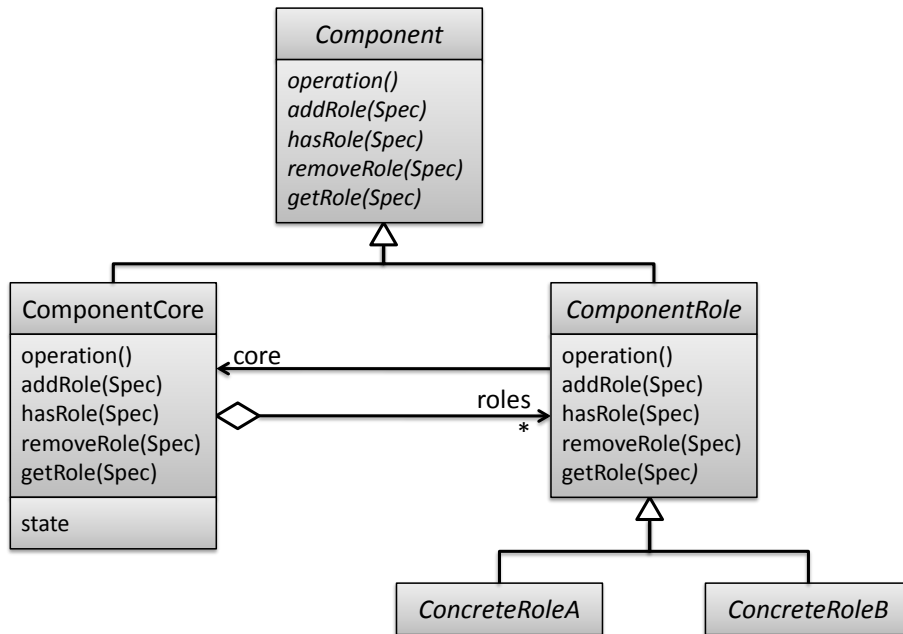 Component
operation()
addRole(Spec)
hasRole(Spec)
removeRole(Spec)
getRole(Spec)
ComponentCore
operation()
addRole(Spec)
hasRole(Spec)
removeRole(Spec)
getRole(Spec)
state
core
roles
*
ComponentRole
operation()
addRole(Spec)
hasRole(Spec)
removeRole(Spec)
getRole(Spec)
ConcreteRoleA
ConcreteRoleB